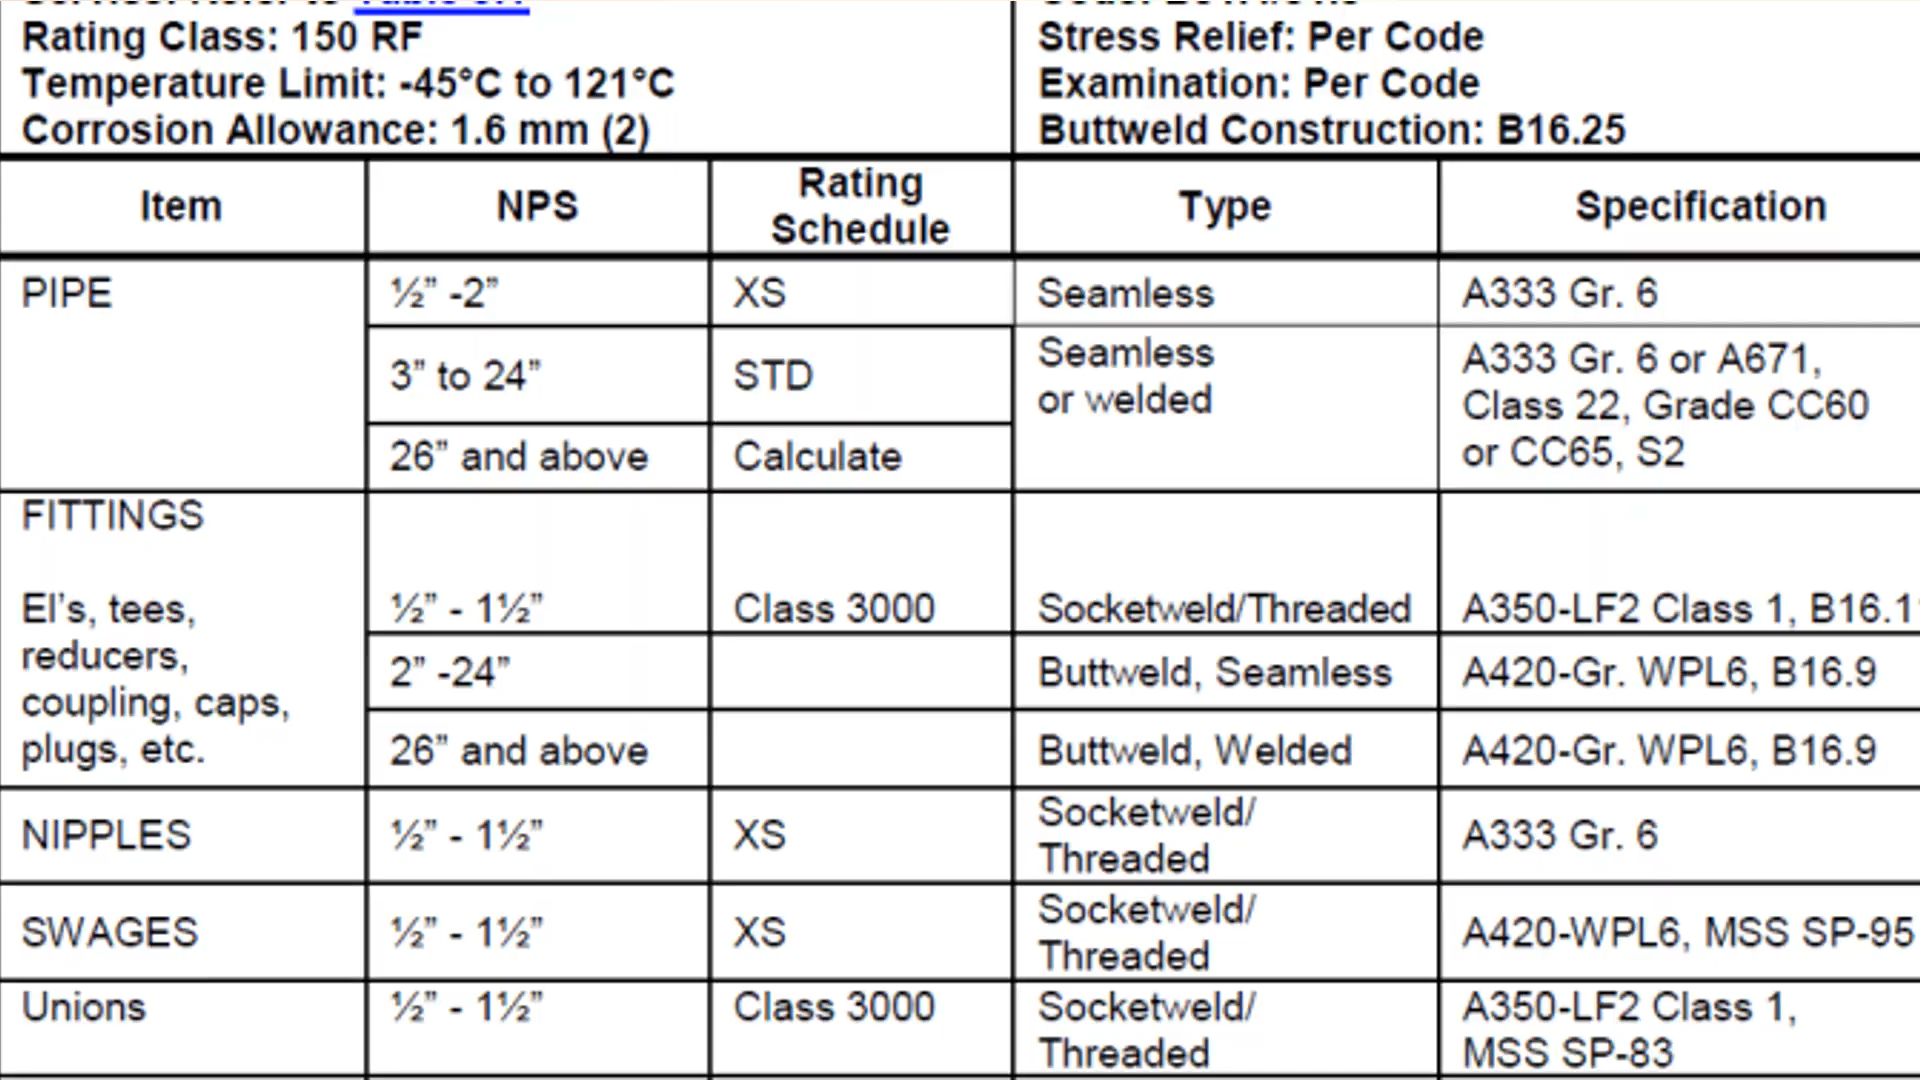 Rating Class: 150 RF
Temperature Limit: -45°C to 121°C
Corrosion Allowance: 1.6 mm (2)
Stress Relief: Per Code
Examination: Per Code
Buttweld Construction: B16.25
Item NPS Rating Schedule Type Specification
PIPE ½” -2” XS Seamless A333 Gr. 6
3” to 24” STD
Seamless
or welded
A333 Gr. 6 or A671,
Class 22, Grade CC60
or CC65, S2
26” and above Calculate
FITTINGS
El’s, tees,
reducers,
coupling, caps,
plugs, etc.
½” - 1½” Class 3000 Socketweld/Threaded A350-LF2 Class 1,
2” -24” Buttweld, Seamless A420-Gr. WPL6, B16.9
26” and above Buttweld, Welded A420-Gr. WPL6, B16.9
NIPPLES ½” - 1½” XS
Socketweld/
Threaded
A333 Gr. 6
SWAGES ½” - 1½” XS
Socketweld/
Threaded
A420-WPL6, MSS SP-95
Unions ½” - 1½” Class 3000
Socketweld/
Threaded
A350-LF2 Class 1,
MSS SP-83